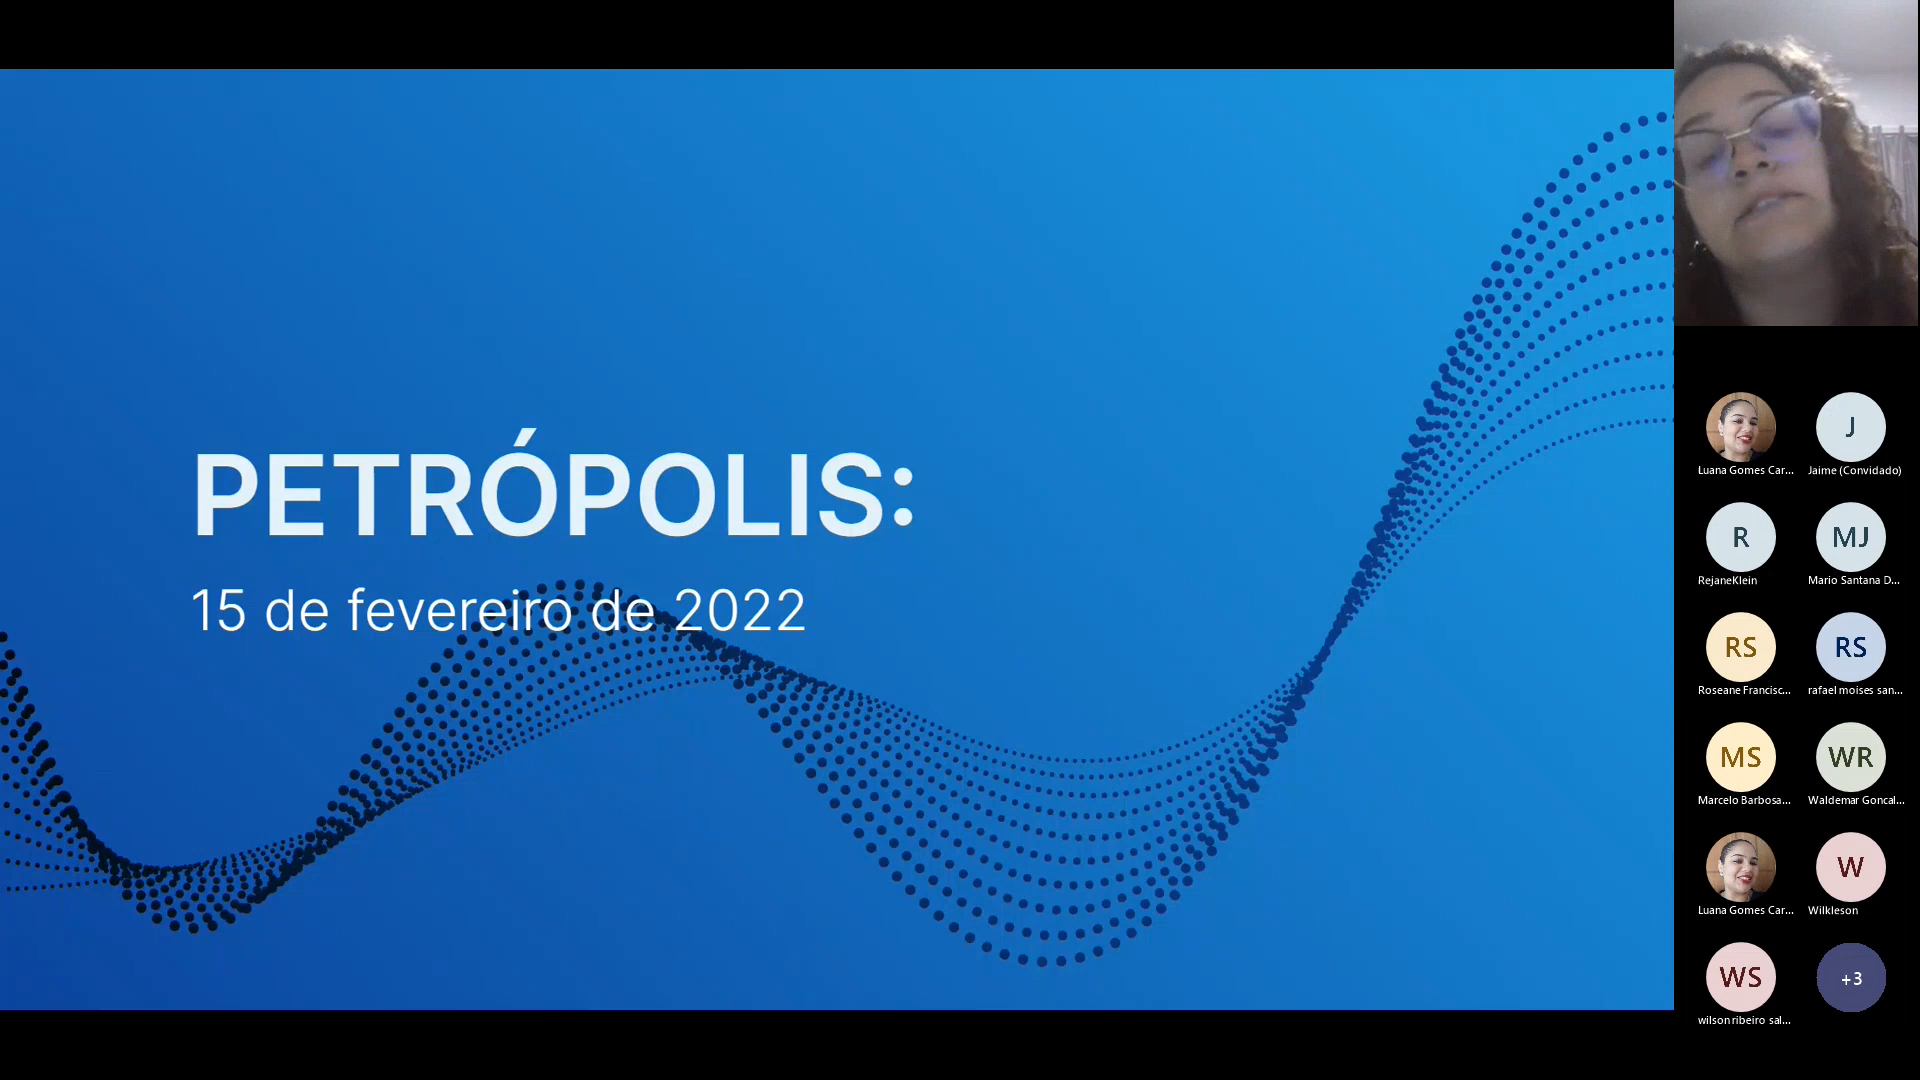 PETRÓPOLIS:
15 de fevereiro de 2022
Luana Gomes Car...
J
Jaime (Convidado)
R
RejaneKlein
MJ
Mario Santana D...
RS
Roseane Francisc...
RS
rafael moises san...
MS
Marcelo Barbosa...
WR
Waldemar Goncal...
Luana Gomes Car...
W
Wilkleson
WS
wilson ribeiro sal...
+3